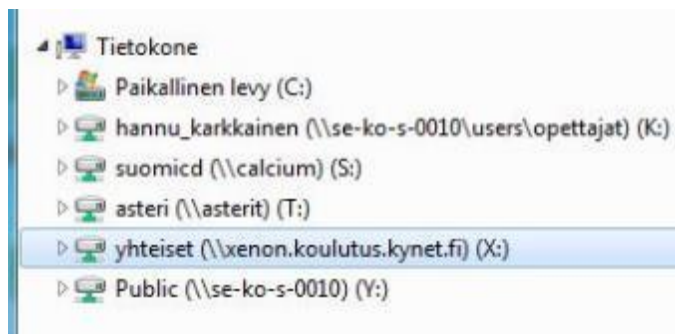 Tietokone
Paikallinen levy (C:)
hannu_karkkainen (\\se-ko-s-0010\users\opettajat) (K:)
suomicd (\\calcium) (S:)
asteri (\\asterit) (T:)
yhteiset (\\xenon.koulutus.kynet.fi) (X:)
Public (\\se-ko-s-0010) (Y:)